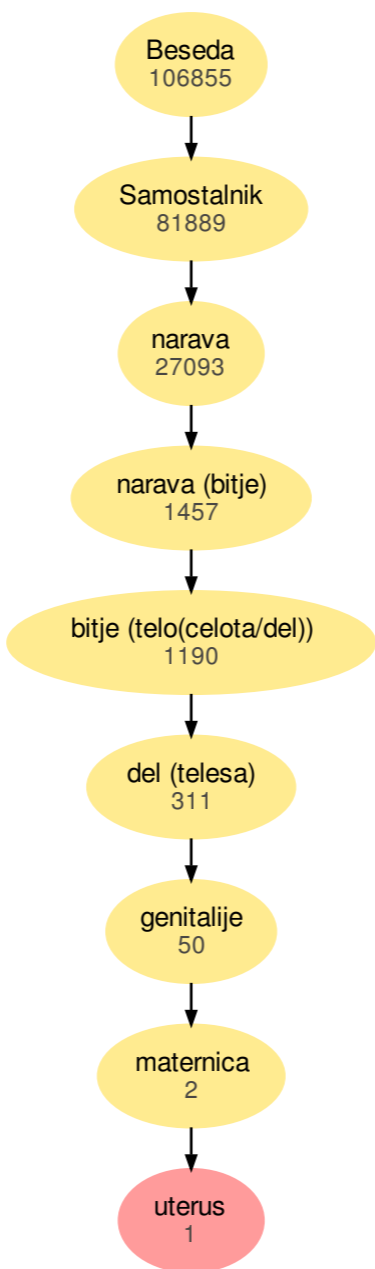 Beseda
106855
Samostalnik
81889
narava
27093
narava (bitje)
1457
bitje (telo(celota/del))
1190
del (telesa)
311
genitalije
50
maternica
2
uterus
1